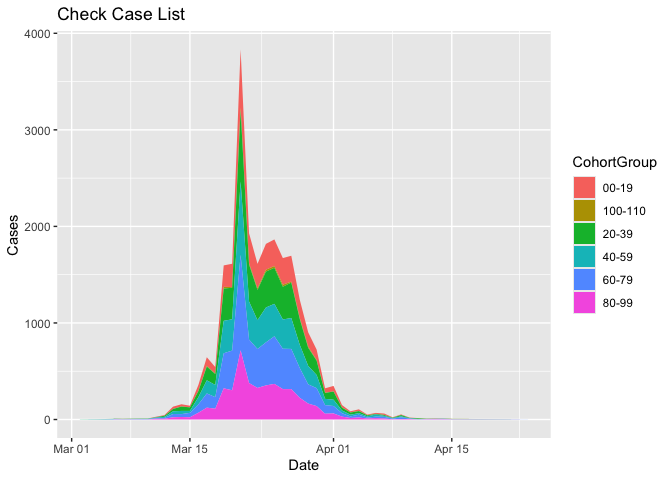 Check Case List
4000
3000
2000
1000
0
Cases
Mar 01
Mar 15
Apr 01
Apr 15
Date
CohortGroup
00-19
100-110
20-39
40-59
60-79
80-99